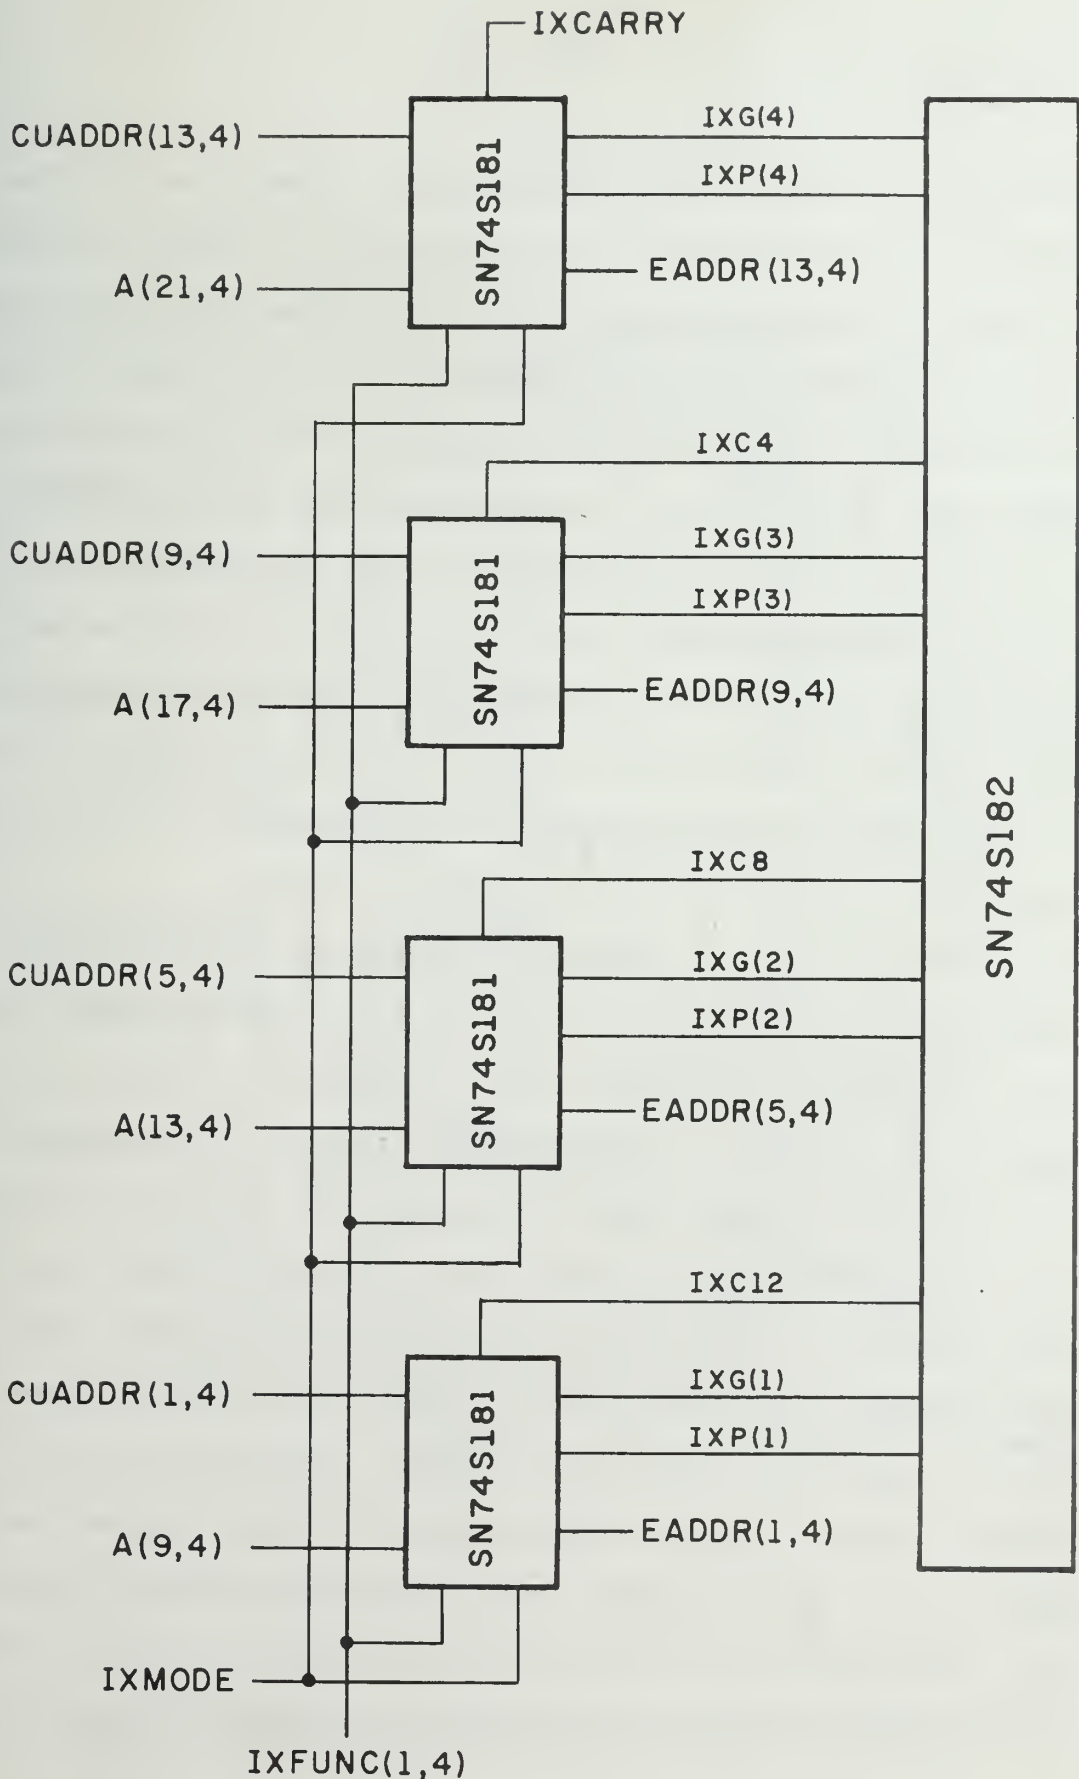 IXCARRY
CUADDR(13,4)
IXG(4)
IXP(4)
SN74S181
A(21,4)
EADDR(13,4)
IXC4
CUADDR(9,4)
IXG(3)
IXP(3)
SN74S181
A(17,4)
EADDR(9,4)
SN74S182
IXC8
CUADDR(5,4)
IXG(2)
IXP(2)
SN74S181
A(13,4)
EADDR(5,4)
IXC12
CUADDR(1,4)
IXG(1)
IXP(1)
SN74S181
A(9,4)
EADDR(1,4)
IXMODE
IXFUNC(1,4)